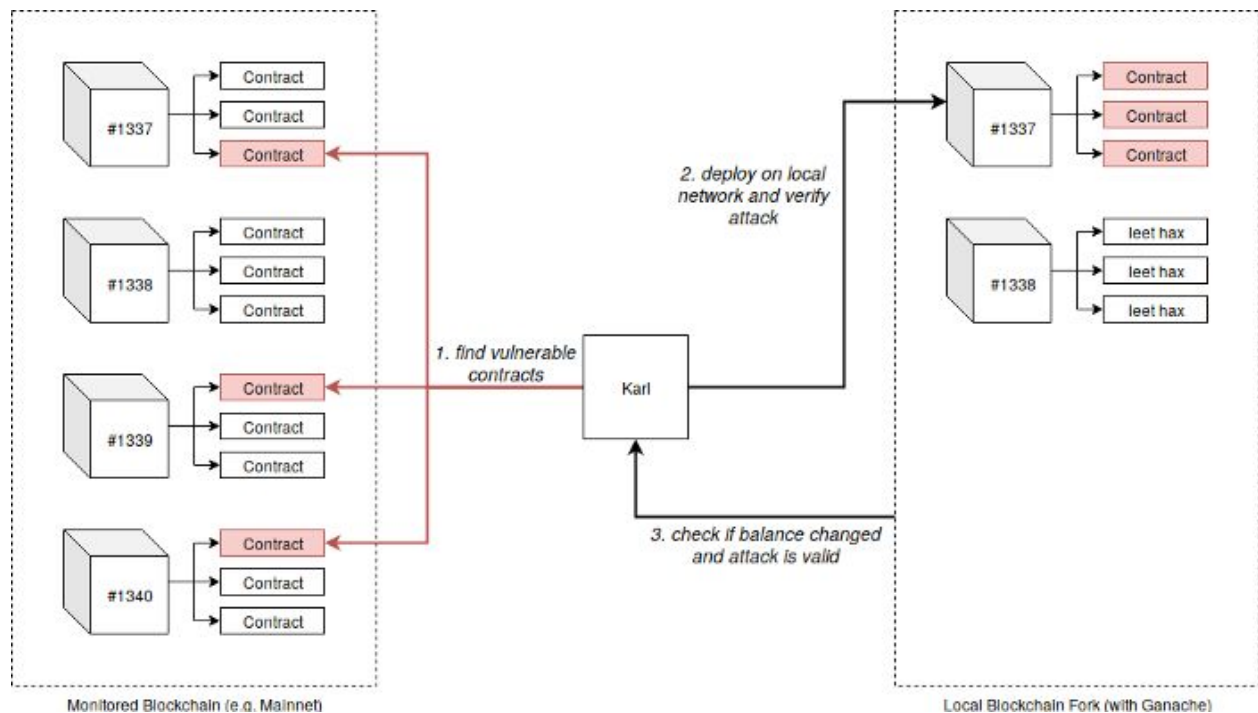 #1337
Contract
Contract
Contract
#1338
Contract
Contract
Contract
#1339
Contract
Contract
Contract
#1340
Contract
Contract
Contract
Monitored Blockchain (e.g. Mainnet)
1. find vulnerable
contracts
Karl
2. deploy on local
network and verify
attack
3. check if balance changed
and attack is valid
#1337
Contract
Contract
Contract
#1338
leet hax
leet hax
leet hax
Local Blockchain Fork (with Ganache)